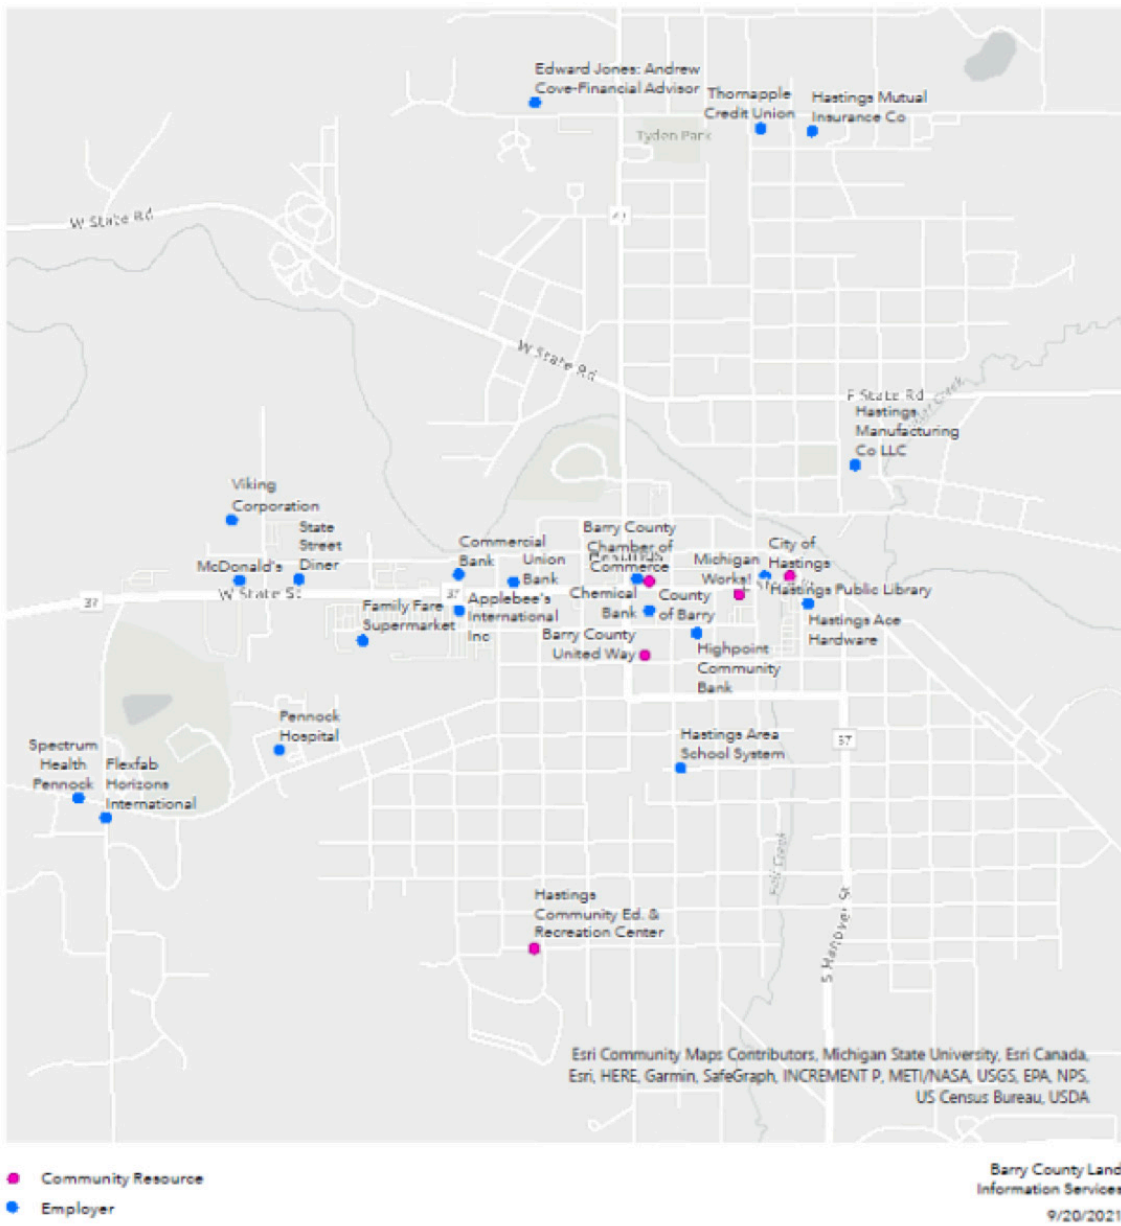 Edward Jones: Andrew
Cove-Financial Advisor
Thornapple
Credit Union
Hastings Mutual
Insurance Co
Tyden Park
W State Rd
43
W State Rd
E State Rd
Creek
Hastings
Manufacturing
Co LLC
Viking
Corporation
State
Street
Diner
McDonald's
W State St
37
37
Commercial
Bank
Union
Bank
Applebee's
International
Inc
Family Fare
Supermarket
Barry County
Chamber of
Commerce
Hastings
Chemical
Bank
County
of Barry
Michigan
Works!
City of
Hastings
Hastings Public Library
Hastings Ace
Hardware
Barry County
United Way
Highpoint
Community
Bank
Pennock
Hospital
Hastings Area
School System
37
Spectrum
Health
Pennock
Flexfab
Horizons
International
Fall Creek
Hastings
Community Ed. &
Recreation Center
S Hanover St
Esri Community Maps Contributors, Michigan State University, Esri Canada,
Esri, HERE, Garmin, SafeGraph, INCREMENT P, METI/NASA, USGS, EPA, NPS,
US Census Bureau, USDA
Community Resource
Employer
Barry County Land
Information Services
9/20/2021